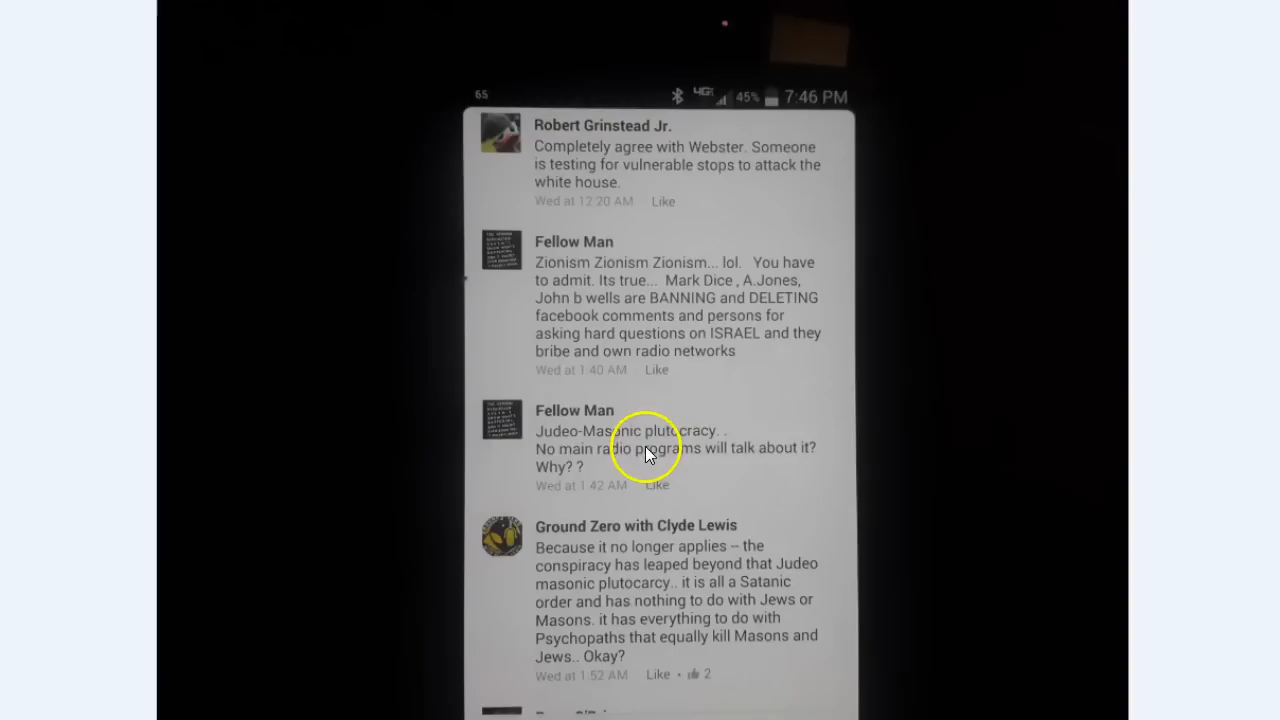 65 4G 45% 7:46 PM
Robert Grinstead Jr.
Completely agree with Webster. Someone
is testing for vulnerable stops to attack the
white house.
Wed at 12:20 AM Like
Fellow Man
Zionism Zionism Zionism... lol. You have
to admit. Its true... Mark Dice , A.Jones,
John b wells are BANNING and DELETING
facebook comments and persons for
asking hard questions on ISRAEL and they
bribe and own radio networks
Wed at 1:40 AM Like
Fellow Man
Judeo-Masonic plutocracy. .
No main radio programs will talk about it?
Why? ?
Wed at 1:42 AM Like
Ground Zero with Clyde Lewis
Because it no longer applies -- the
conspiracy has leaped beyond that Judeo
masonic plutocarcy.. it is all a Satanic
order and has nothing to do with Jews or
Masons. it has everything to do with
Psychopaths that equally kill Masons and
Jews.. Okay?
Wed at 1:52 AM Like • 2